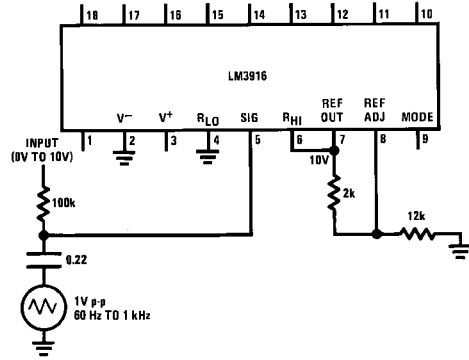 18 17 16 15 14 13 12 11 10
LM3916
V− V+ RLO SIG RHI REF OUT REF ADJ MODE
1 2 3 4 5 6 7 8 9
INPUT
(0V TO 10V)
10V
100k
2k
12k
0.22
1V p-p
60 Hz TO 1 kHz